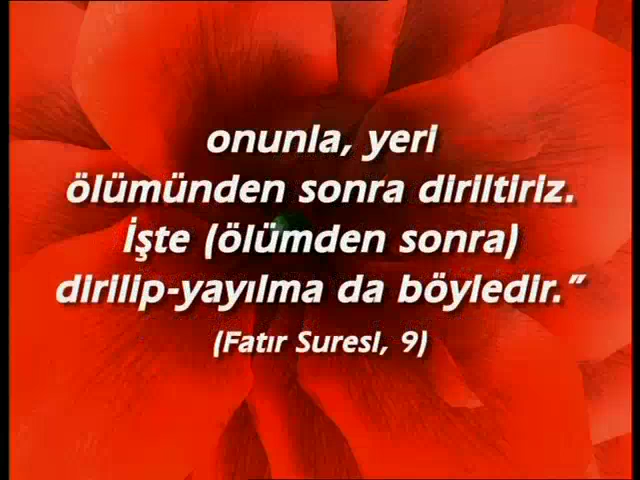 onunla, yeri
ölümünden sonra diriltiriz.
İşte (ölümden sonra)
dirilip-yayılma da böyledir.”
(Fatır Suresi, 9)